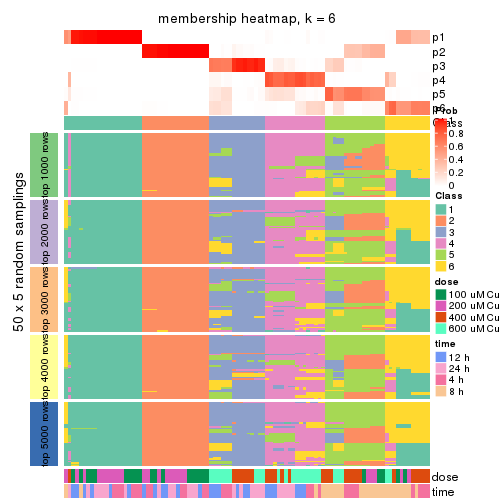 membership heatmap, k = 6
p1
p2
p3
p4
p5
p6
Prob
Class
0.8
0.6
0.4
0.2
0
Class
1
2
3
4
5
6
dose
100 uM Cu
200 uM Cu
400 uM Cu
600 uM Cu
time
12 h
24 h
4 h
8 h
50 x 5 random samplings
top 1000 rows
top 2000 rows
top 3000 rows
top 4000 rows
top 5000 rows
dose
time